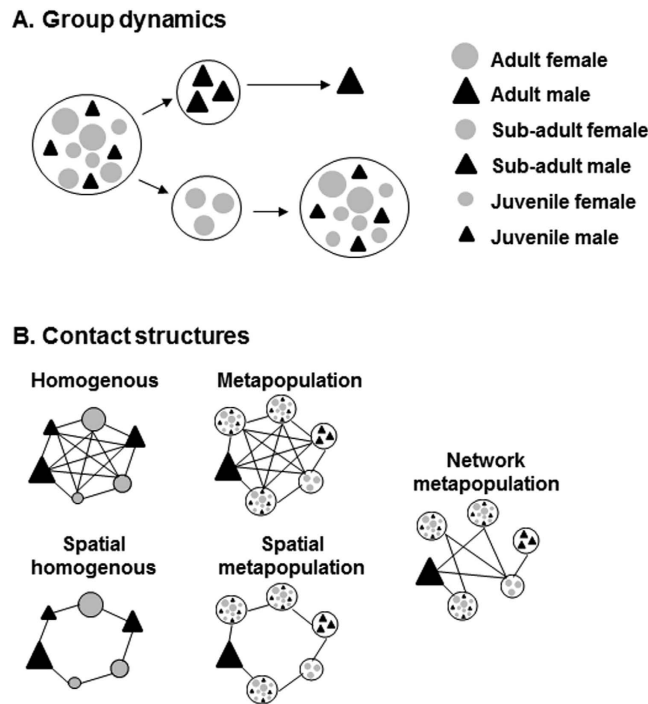 A. Group dynamics
Adult female
Adult male
Sub-adult female
Sub-adult male
Juvenile female
Juvenile male
B. Contact structures
Homogenous
Metapopulation
Network
metapopulation
Spatial
homogenous
Spatial
metapopulation